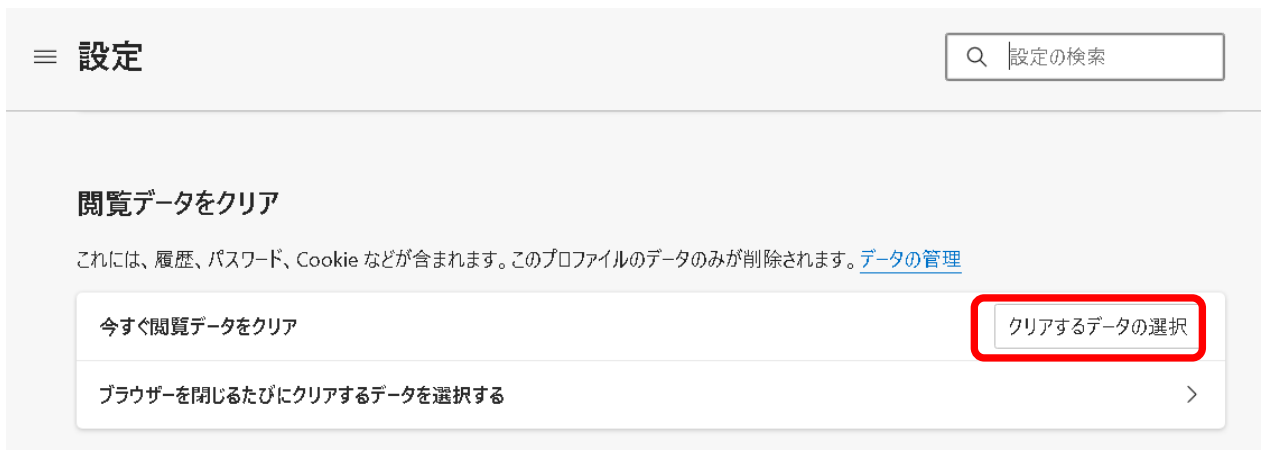 設定
設定の検索
閲覧データをクリア
これには、履歴、パスワード、Cookie などが含まれます。このプロファイルのデータのみが削除されます。データの管理
今すぐ閲覧データをクリア
クリアするデータの選択
ブラウザーを閉じるたびにクリアするデータを選択する